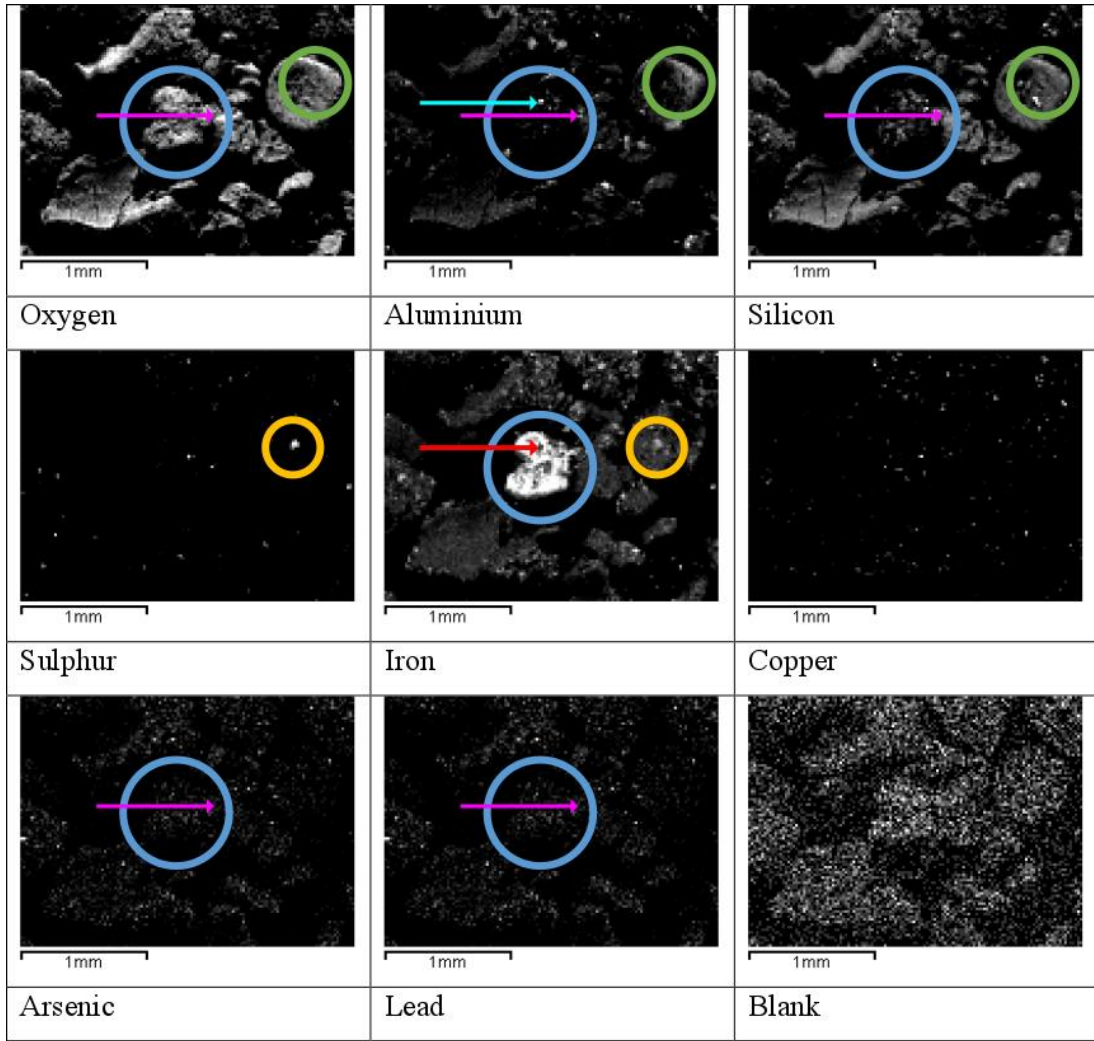 1mm 1mm 1mm
Oxygen Aluminium Silicon
1mm 1mm 1mm
Sulphur Iron Copper
1mm 1mm 1mm
Arsenic Lead Blank